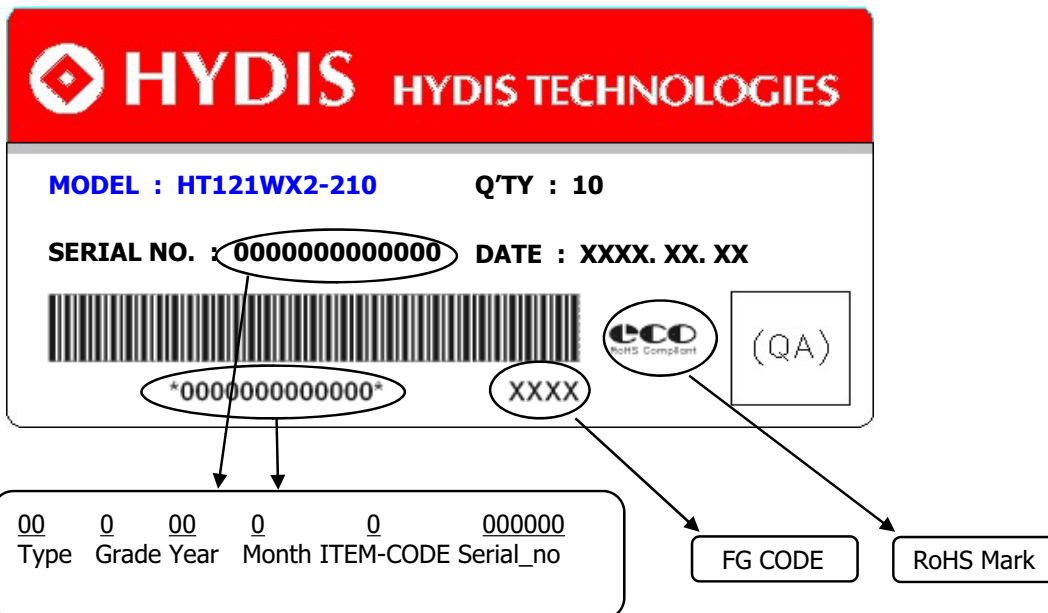 HYDIS HYDIS TECHNOLOGIES
MODEL : HT121WX2-210 Q'TY : 10
SERIAL NO. : 0000000000000 DATE : XXXX. XX. XX
eco
RoHS Compliant
(QA)
*0000000000000* XXXX
00 0 00 0 0 000000
Type Grade Year Month ITEM-CODE Serial_no
FG CODE
RoHS Mark